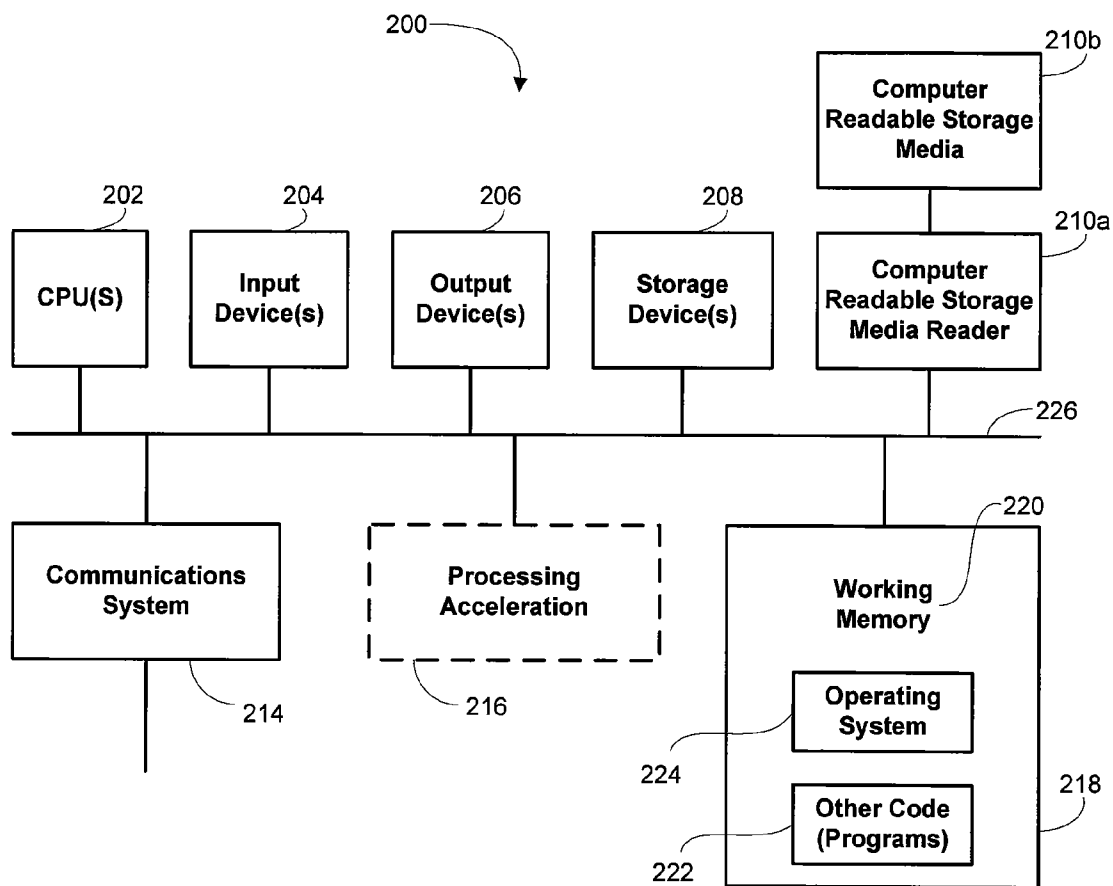 200
210b
Computer
Readable Storage
Media
202
204
206
208
210a
CPU(S)
Input
Device(s)
Output
Device(s)
Storage
Device(s)
Computer
Readable Storage
Media Reader
226
Communications
System
214
Processing
Acceleration
216
220
Working
Memory
Operating
System
224
Other Code
(Programs)
222
218